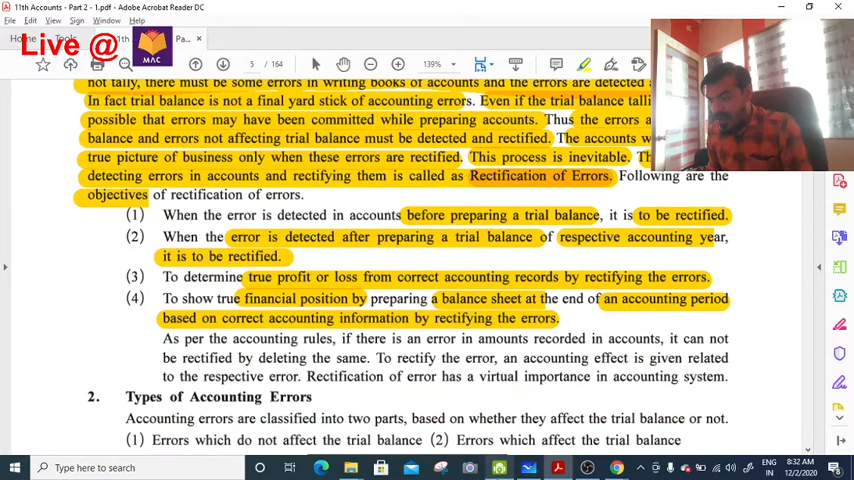 11th Accounts - Part 2 - 1.pdf - Adobe Acrobat Reader DC
File Edit View Sign Window Help
Home 11th Pa...
Live @
MAC
5 / 164
139%
not tally, there must be some errors in writing books of accounts and the errors are detected a
In fact trial balance is not a final yard stick of accounting errors. Even if the trial balance talli
possible that errors may have been committed while preparing accounts. Thus the errors a
balance and errors not affecting trial balance must be detected and rectified. The accounts w
true picture of business only when these errors are rectified. This process is inevitable. Th
detecting errors in accounts and rectifying them is called as Rectification of Errors. Following are the
objectives of rectification of errors.
(1) When the error is detected in accounts before preparing a trial balance, it is to be rectified.
(2) When the error is detected after preparing a trial balance of respective accounting year,
it is to be rectified.
(3) To determine true profit or loss from correct accounting records by rectifying the errors.
(4) To show true financial position by preparing a balance sheet at the end of an accounting period
based on correct accounting information by rectifying the errors.
As per the accounting rules, if there is an error in amounts recorded in accounts, it can not
be rectified by deleting the same. To rectify the error, an accounting effect is given related
to the respective error. Rectification of error has a virtual importance in accounting system.
2. Types of Accounting Errors
Accounting errors are classified into two parts, based on whether they affect the trial balance or not.
(1) Errors which do not affect the trial balance (2) Errors which affect the trial balance
Type here to search
ENG
IN
8:32 AM
12/2/2020